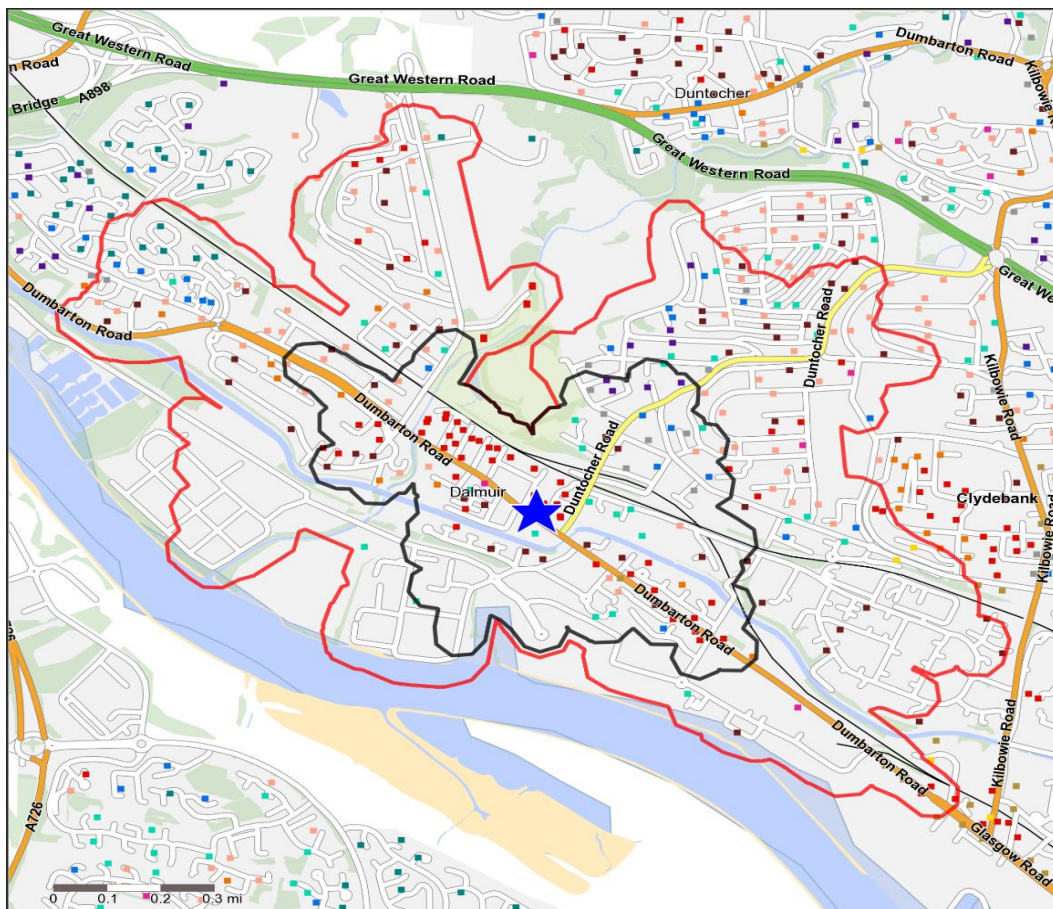 Great Western Road
n Road
Bridge
A898
Great Western Road
Dumbarton Road
Duntocher
Great Western Road
Great We
Dumbarton Road
Duntocher Road
Kilbowie Road
Dumbarton Road
Duntocher Road
Dalmuir
Clydebank
Kilbowie Road
Dumbarton Road
Dumbarton Road
Kilbowie Road
Glasgow Road
A726
0 0.1 0.2 0.3 mi